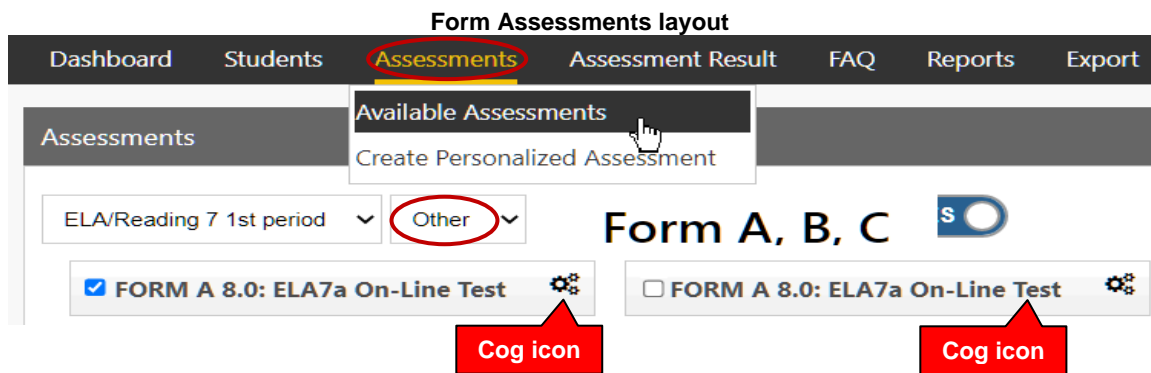 Form Assessments layout
Dashboard Students Assessments Assessment Result FAQ Reports Export
Available Assessments
Assessments
Create Personalized Assessment
ELA/Reading 7 1st period Other Form A, B, C S
FORM A 8.0: ELA7a On-Line Test FORM A 8.0: ELA7a On-Line Test
Cog icon Cog icon